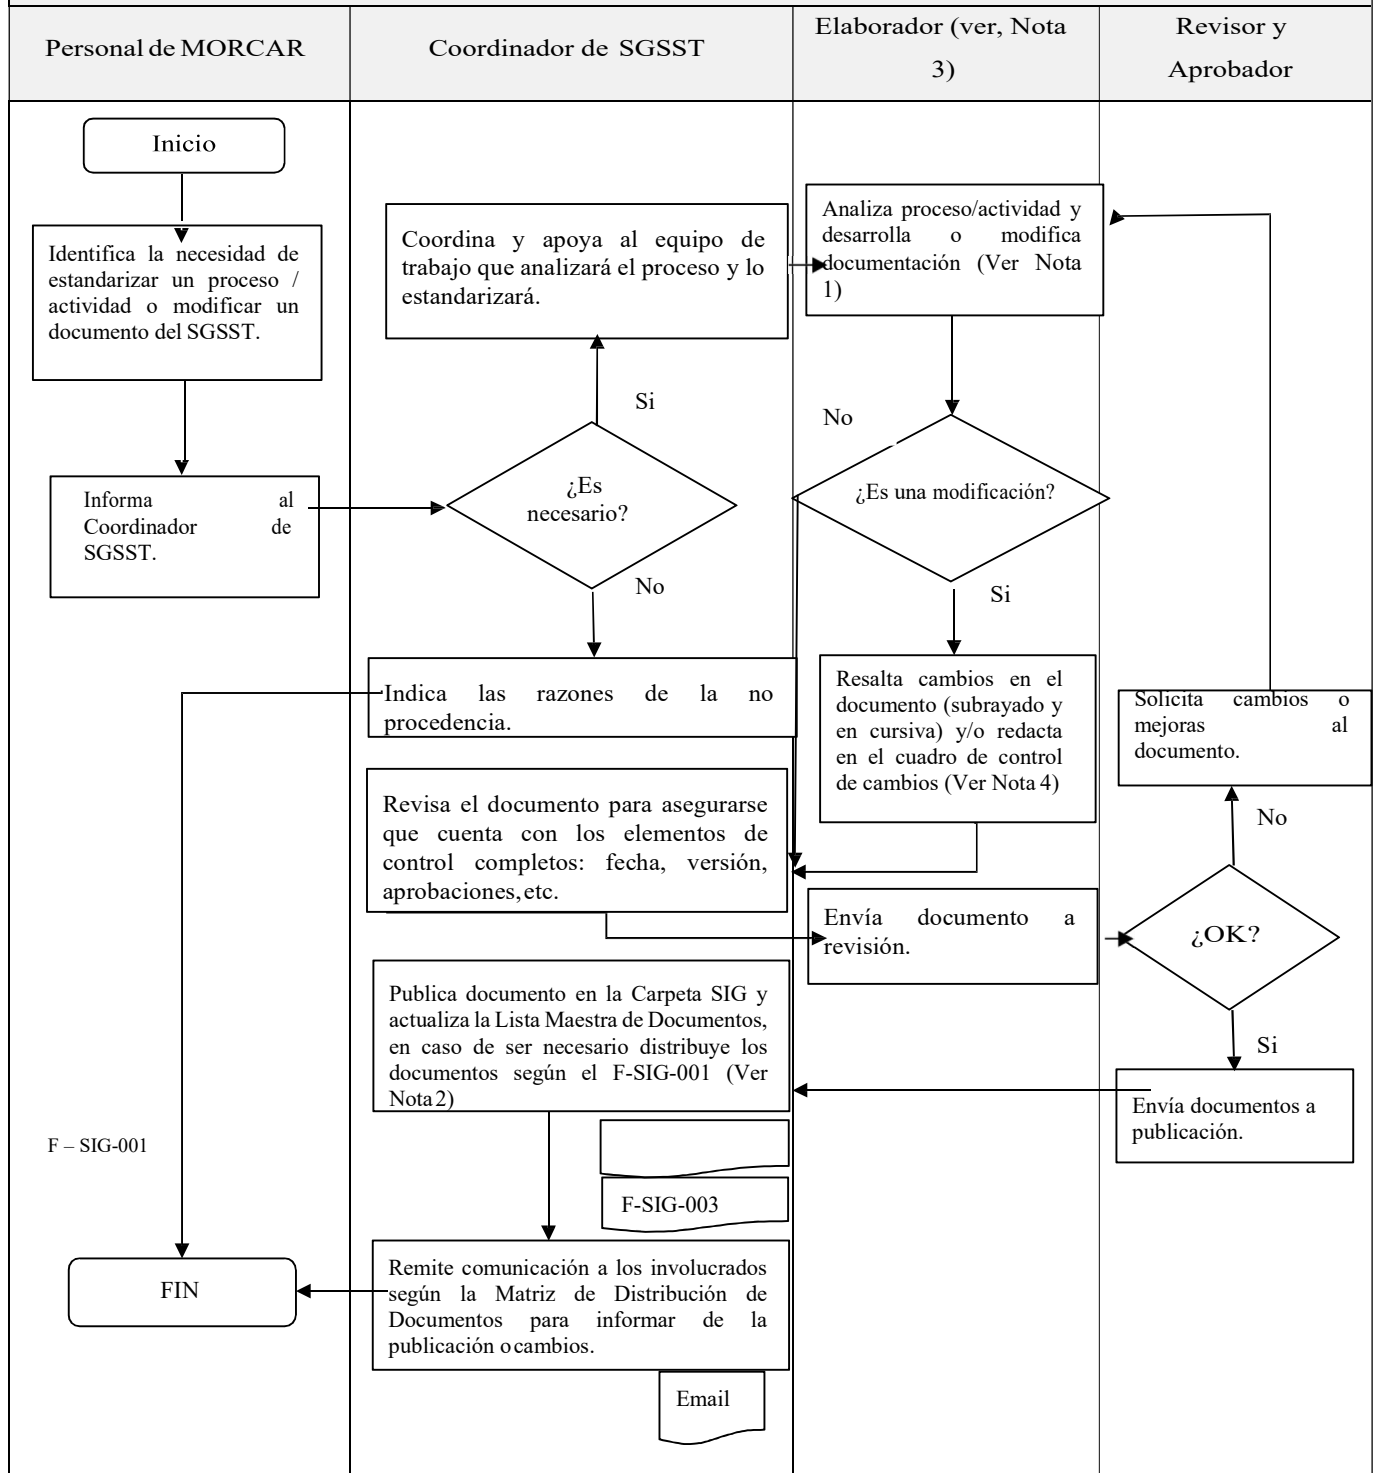 Personal de MORCAR
Coordinador de SGSST
Elaborador (ver, Nota
3)
Revisor y
Aprobador
Inicio
Identifica la necesidad de
estandarizar un proceso /
actividad o modificar un
documento del SGSST.
Informa al
Coordinador de
SGSST.
Coordina y apoya al equipo de
trabajo que analizará el proceso y lo
estandarizará.
Si
¿Es
necesario?
No
Indica las razones de la no
procedencia.
Analiza proceso/actividad y
desarrolla o modifica
documentación (Ver Nota
1)
No
¿Es una modificación?
Si
Resalta cambios en el
documento (subrayado y
en cursiva) y/o redacta
en el cuadro de control
de cambios (Ver Nota 4)
Revisa el documento para asegurarse
que cuenta con los elementos de
control completos: fecha, versión,
aprobaciones, etc.
Envía documento a
revisión.
Solicita cambios o
mejoras al
documento.
No
¿OK?
Si
Envía documentos a
publicación.
Publica documento en la Carpeta SIG y
actualiza la Lista Maestra de Documentos,
en caso de ser necesario distribuye los
documentos según el F-SIG-001 (Ver
Nota 2)
F – SIG-001
F-SIG-003
Remite comunicación a los involucrados
según la Matriz de Distribución de
Documentos para informar de la
publicación o cambios.
FIN
Email